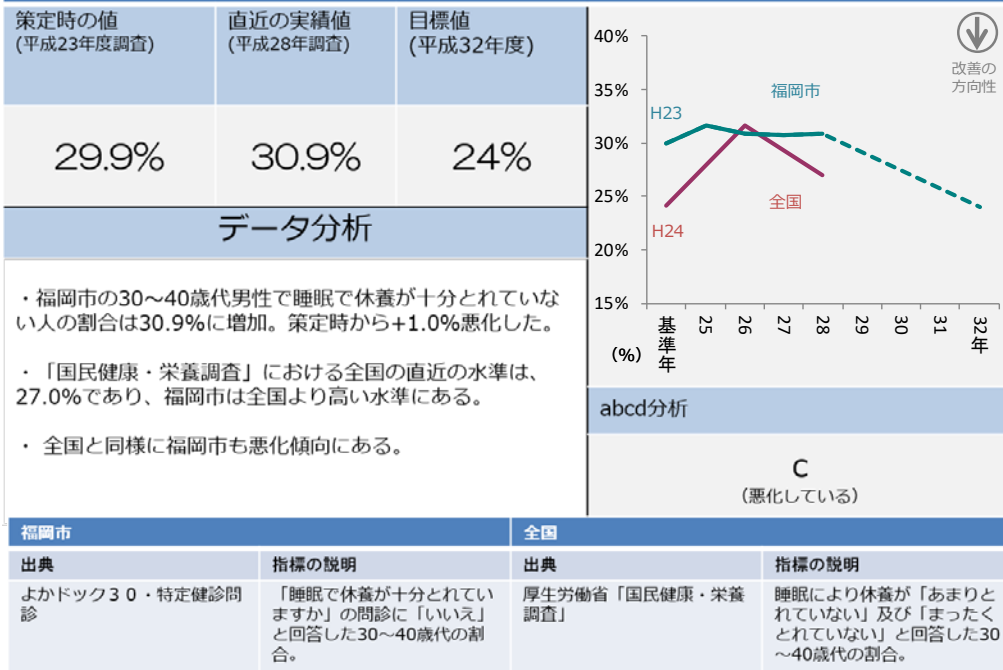 策定時の値
(平成23年度調査)
直近の実績値
(平成28年調査)
目標値
(平成32年度)
29.9%
30.9%
24%
データ分析
・福岡市の30～40歳代男性で睡眠で休養が十分とれていな
い人の割合は30.9%に増加。策定時から+1.0%悪化した。
・「国民健康・栄養調査」における全国の直近の水準は、
27.0%であり、福岡市は全国より高い水準にある。
・ 全国と同様に福岡市も悪化傾向にある。
改善の
方向性
40%
35%
30%
25%
20%
15%
福岡市
H23
全国
H24
(%)
基準年
25
26
27
28
29
30
31
32年
abcd分析
C
（悪化している）
福岡市
全国
出典
指標の説明
出典
指標の説明
よかドック３０・特定健診問
診
「睡眠で休養が十分とれてい
ますか」の問診に「いいえ」
と回答した30～40歳代の割
合。
厚生労働省「国民健康・栄養
調査」
睡眠により休養が「あまりと
れていない」及び「まったく
とれていない」と回答した30
～40歳代の割合。